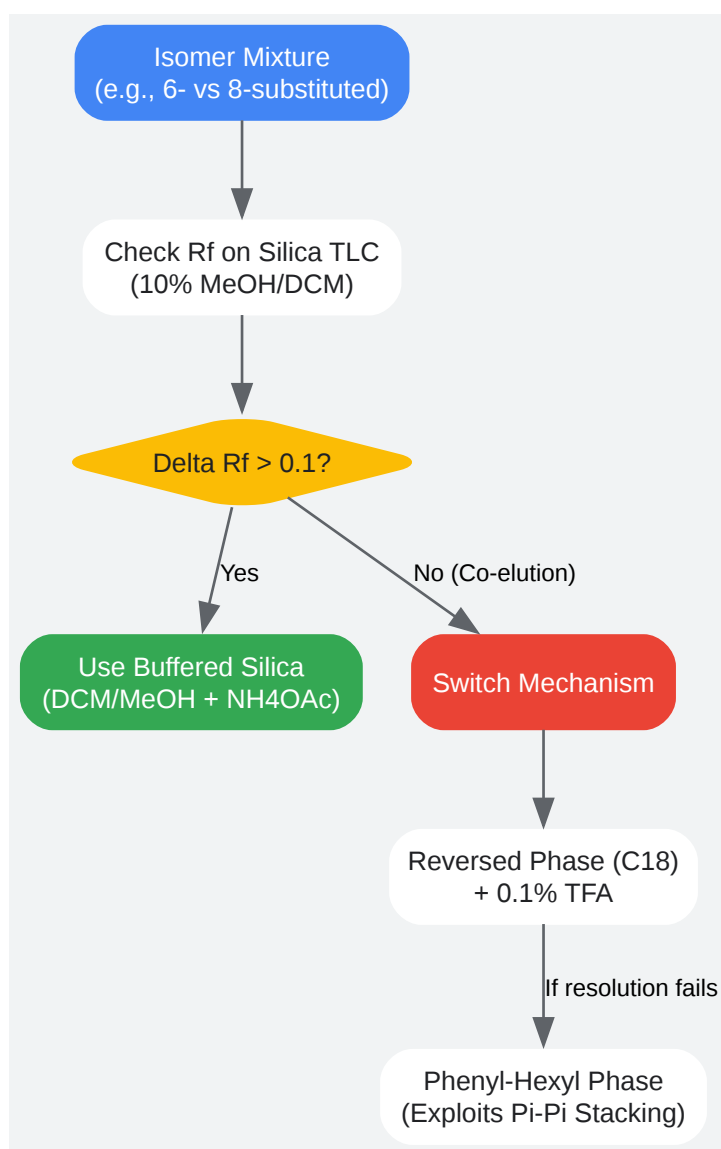 Isomer Mixture
(e.g., 6- vs 8-substituted)
Check Rf on Silica TLC
(10% MeOH/DCM)
Delta Rf > 0.1?
Yes
No (Co-elution)
Use Buffered Silica
(DCM/MeOH + NH4OAc)
Switch Mechanism
Reversed Phase (C18)
+ 0.1% TFA
If resolution fails
Phenyl-Hexyl Phase
(Exploits Pi-Pi Stacking)